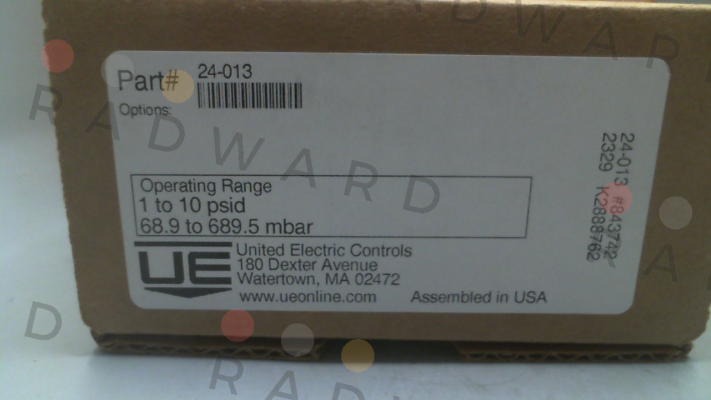 Part# 24-013
Options:
Operating Range
1 to 10 psid
68.9 to 689.5 mbar
UE
United Electric Controls
180 Dexter Avenue
Watertown, MA 02472
www.ueonline.com Assembled in USA
24-013 #843742
2329 K2888762
RADWARD
RADWARD
RADWARD